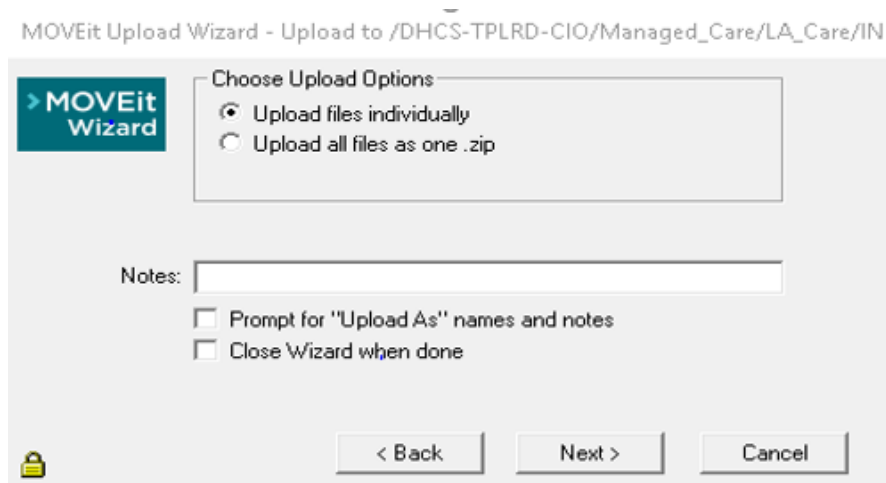 MOVEit Upload Wizard - Upload to /DHCS-TPLRD-CIO/Managed_Care/LA_Care/IN
> MOVEit
Wizard
Choose Upload Options
Upload files individually
Upload all files as one .zip
Notes:
Prompt for "Upload As" names and notes
Close Wizard when done
< Back Next > Cancel